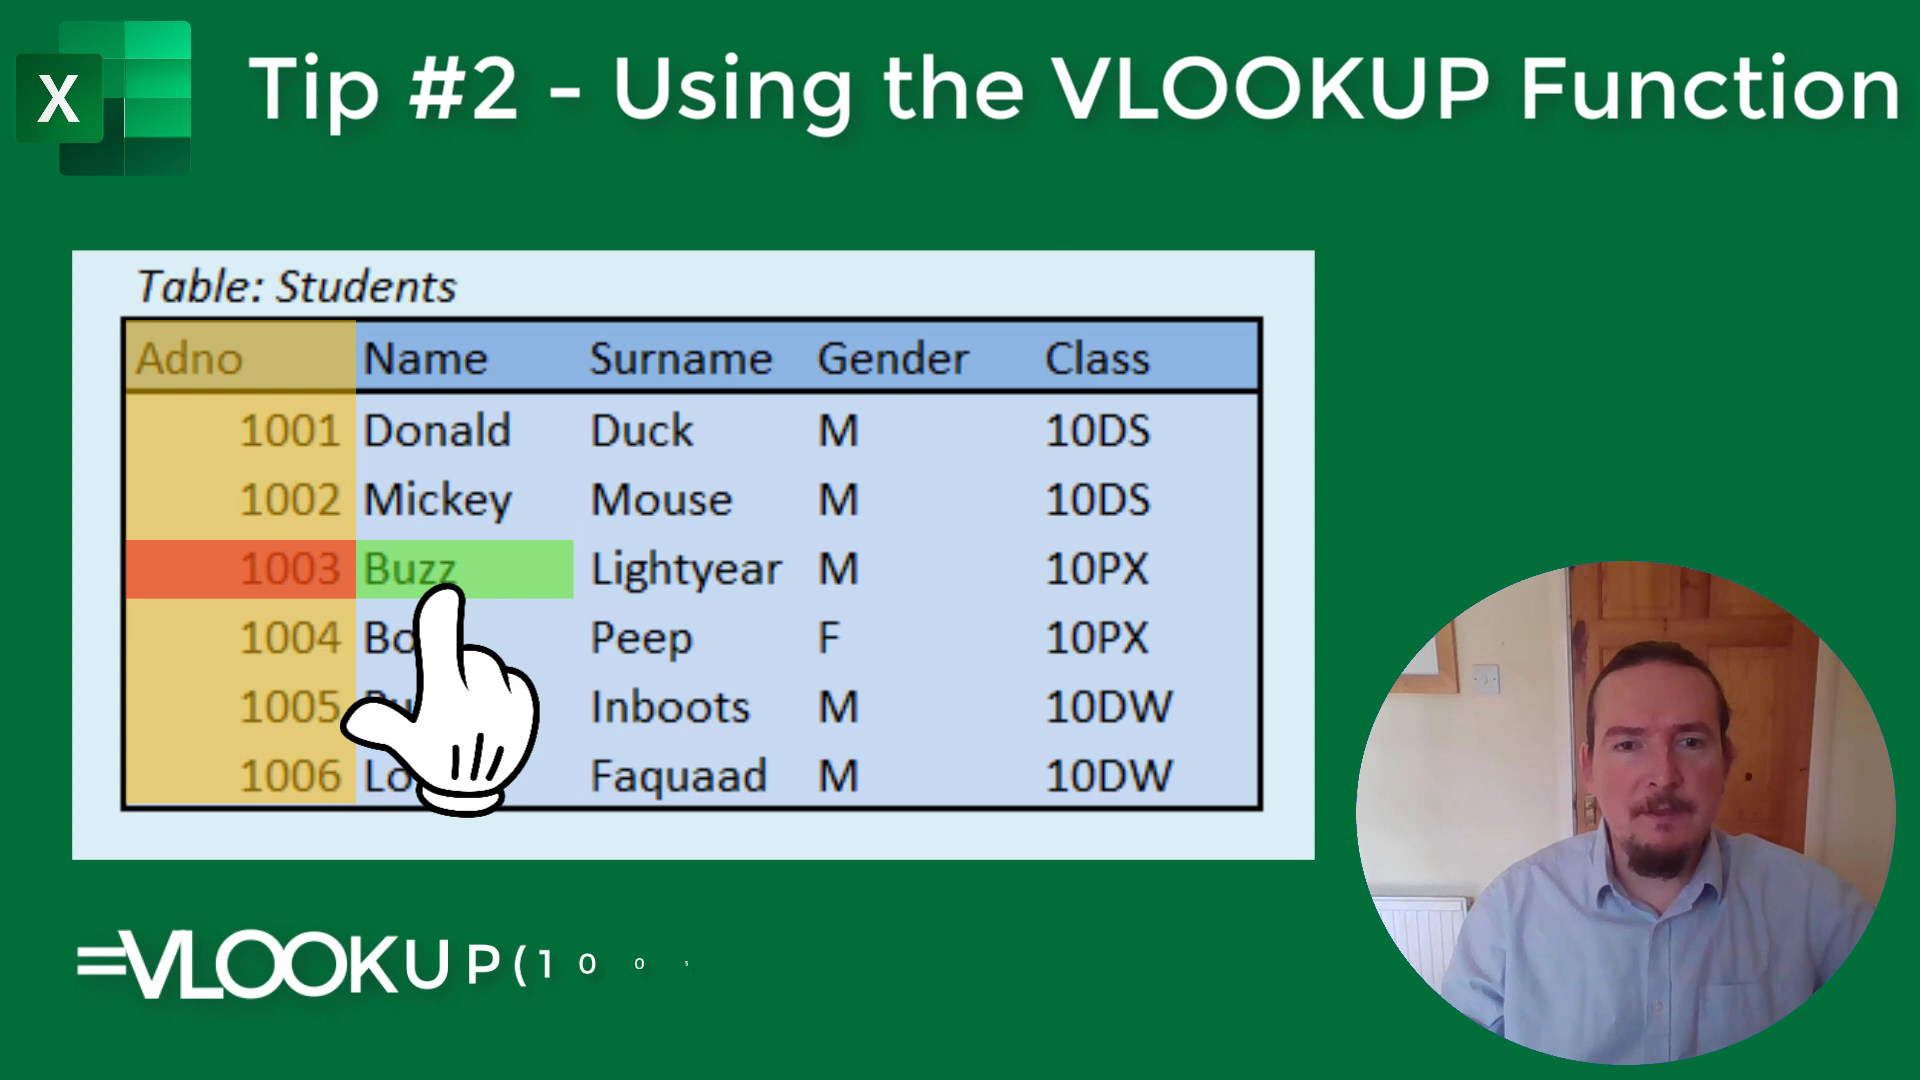 X
Tip #2 - Using the VLOOKUP Function
Table: Students
Adno Name Surname Gender Class
1001 Donald Duck M 10DS
1002 Mickey Mouse M 10DS
1003 Buzz Lightyear M 10PX
1004 Peep F 10PX
1005 Inboots M 10DW
1006 Faquaad M 10DW
=VLOOKUP(100